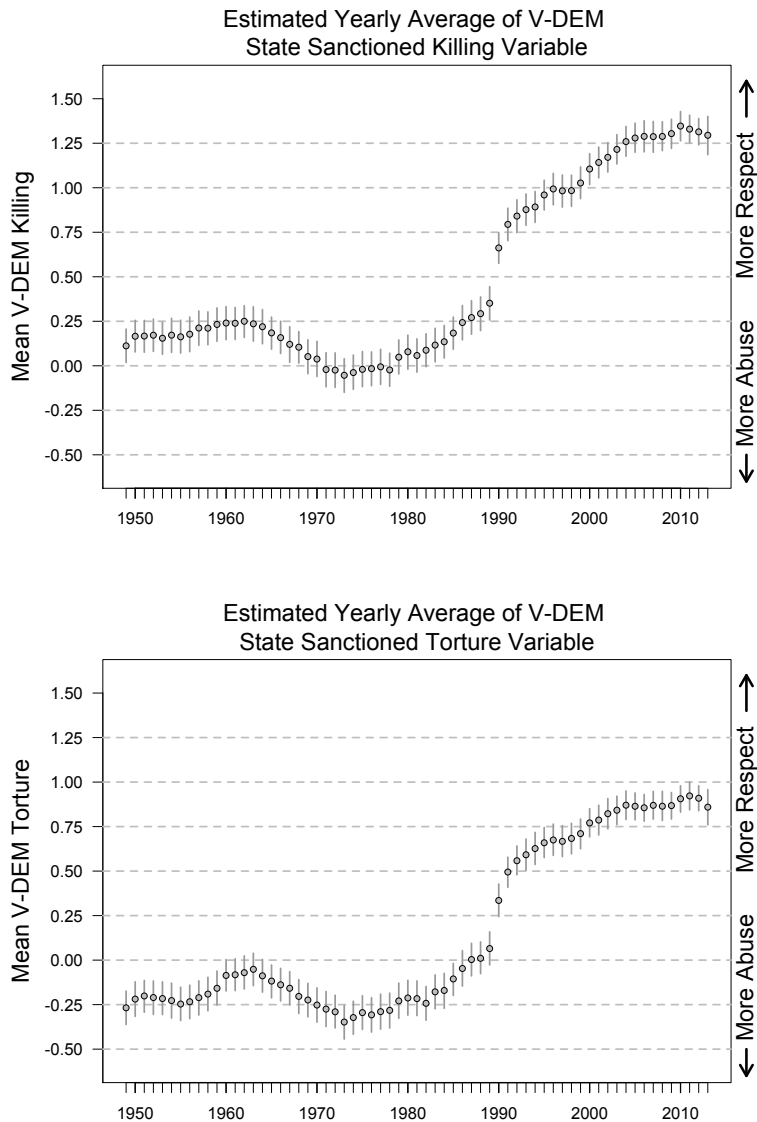 Estimated Yearly Average of V-DEM
State Sanctioned Killing Variable
Mean V-DEM Killing
1.50
1.25
1.00
0.75
0.50
0.25
0.00
-0.25
-0.50
1950 1960 1970 1980 1990 2000 2010
More Respect
More Abuse
Estimated Yearly Average of V-DEM
State Sanctioned Torture Variable
Mean V-DEM Torture
1.50
1.25
1.00
0.75
0.50
0.25
0.00
-0.25
-0.50
1950 1960 1970 1980 1990 2000 2010
More Respect
More Abuse